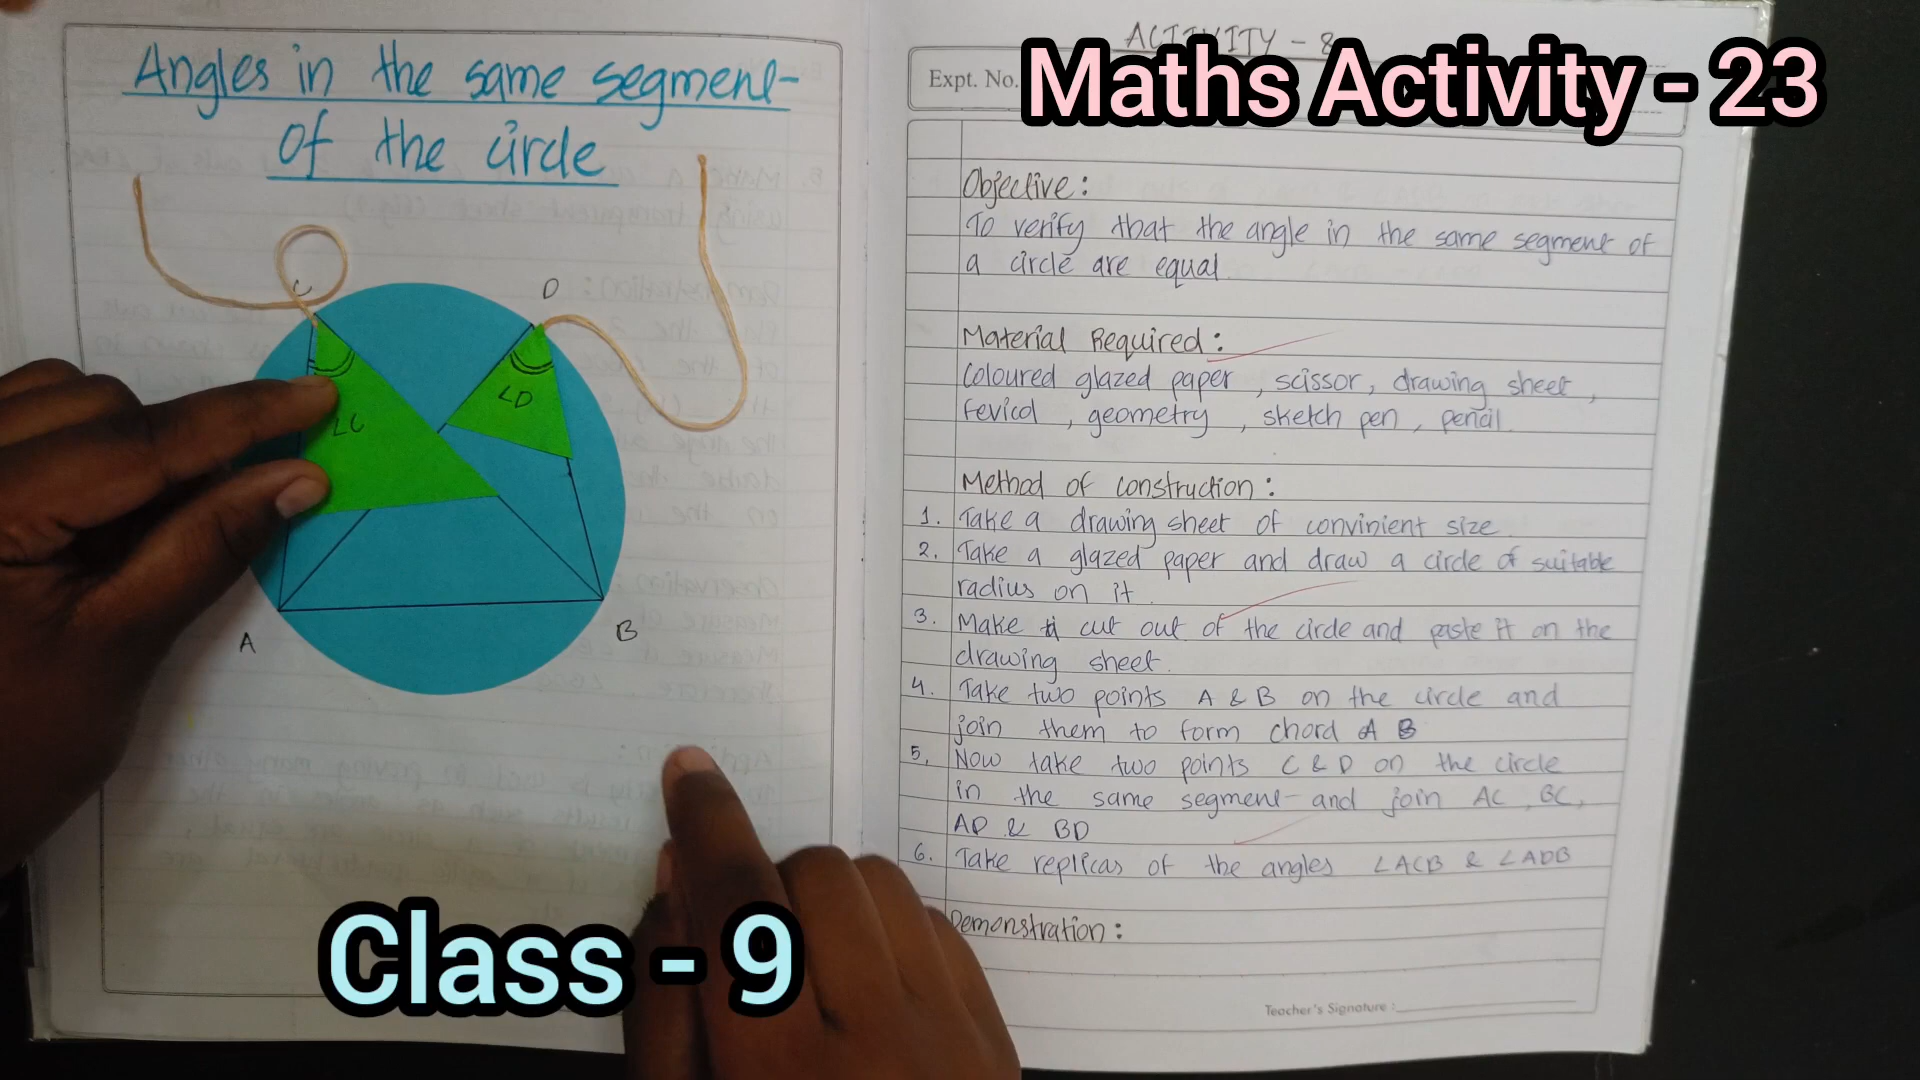 Angles in the same segment
of the circle
C
D
∠C
∠D
A
B
Class - 9
ACTIVITY - 8
Maths Activity - 23
Expt. No.
Objective:
To verify that the angle in the same segment of
a circle are equal
Material Required:
Coloured glazed paper, scissor, drawing sheet,
fevicol, geometry, sketch pen, pencil
Method of construction:
1. Take a drawing sheet of convinient size
2. Take a glazed paper and draw a circle of suitable
radius on it.
3. Make cut out of the circle and paste it on the
drawing sheet.
4. Take two points A & B on the circle and
join them to form chord A B
5. Now take two points C & D on the circle
in the same segment and join AC, BC,
AD & BD
6. Take replicas of the angles ∠ACB & ∠ADB
Demonstration:
Teacher's Signature :